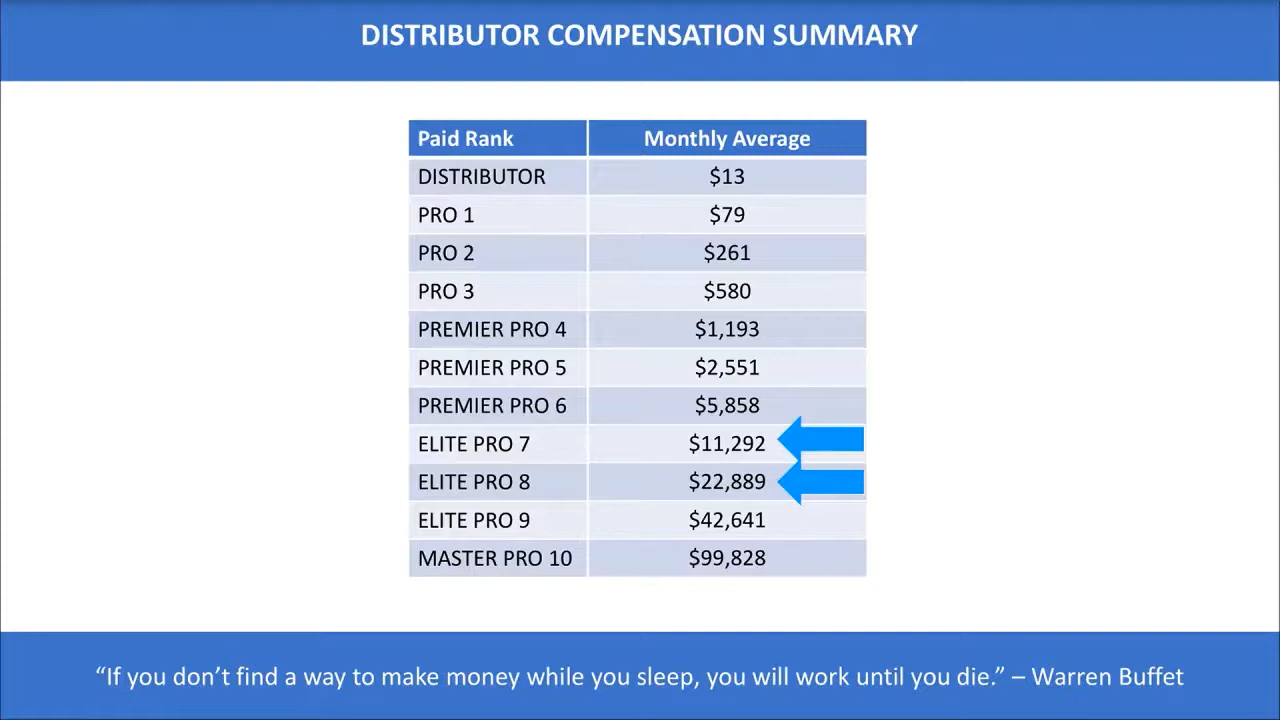 DISTRIBUTOR COMPENSATION SUMMARY
Paid Rank Monthly Average
DISTRIBUTOR $13
PRO 1 $79
PRO 2 $261
PRO 3 $580
PREMIER PRO 4 $1,193
PREMIER PRO 5 $2,551
PREMIER PRO 6 $5,858
ELITE PRO 7 $11,292
ELITE PRO 8 $22,889
ELITE PRO 9 $42,641
MASTER PRO 10 $99,828
“If you don’t find a way to make money while you sleep, you will work until you die.” – Warren Buffet